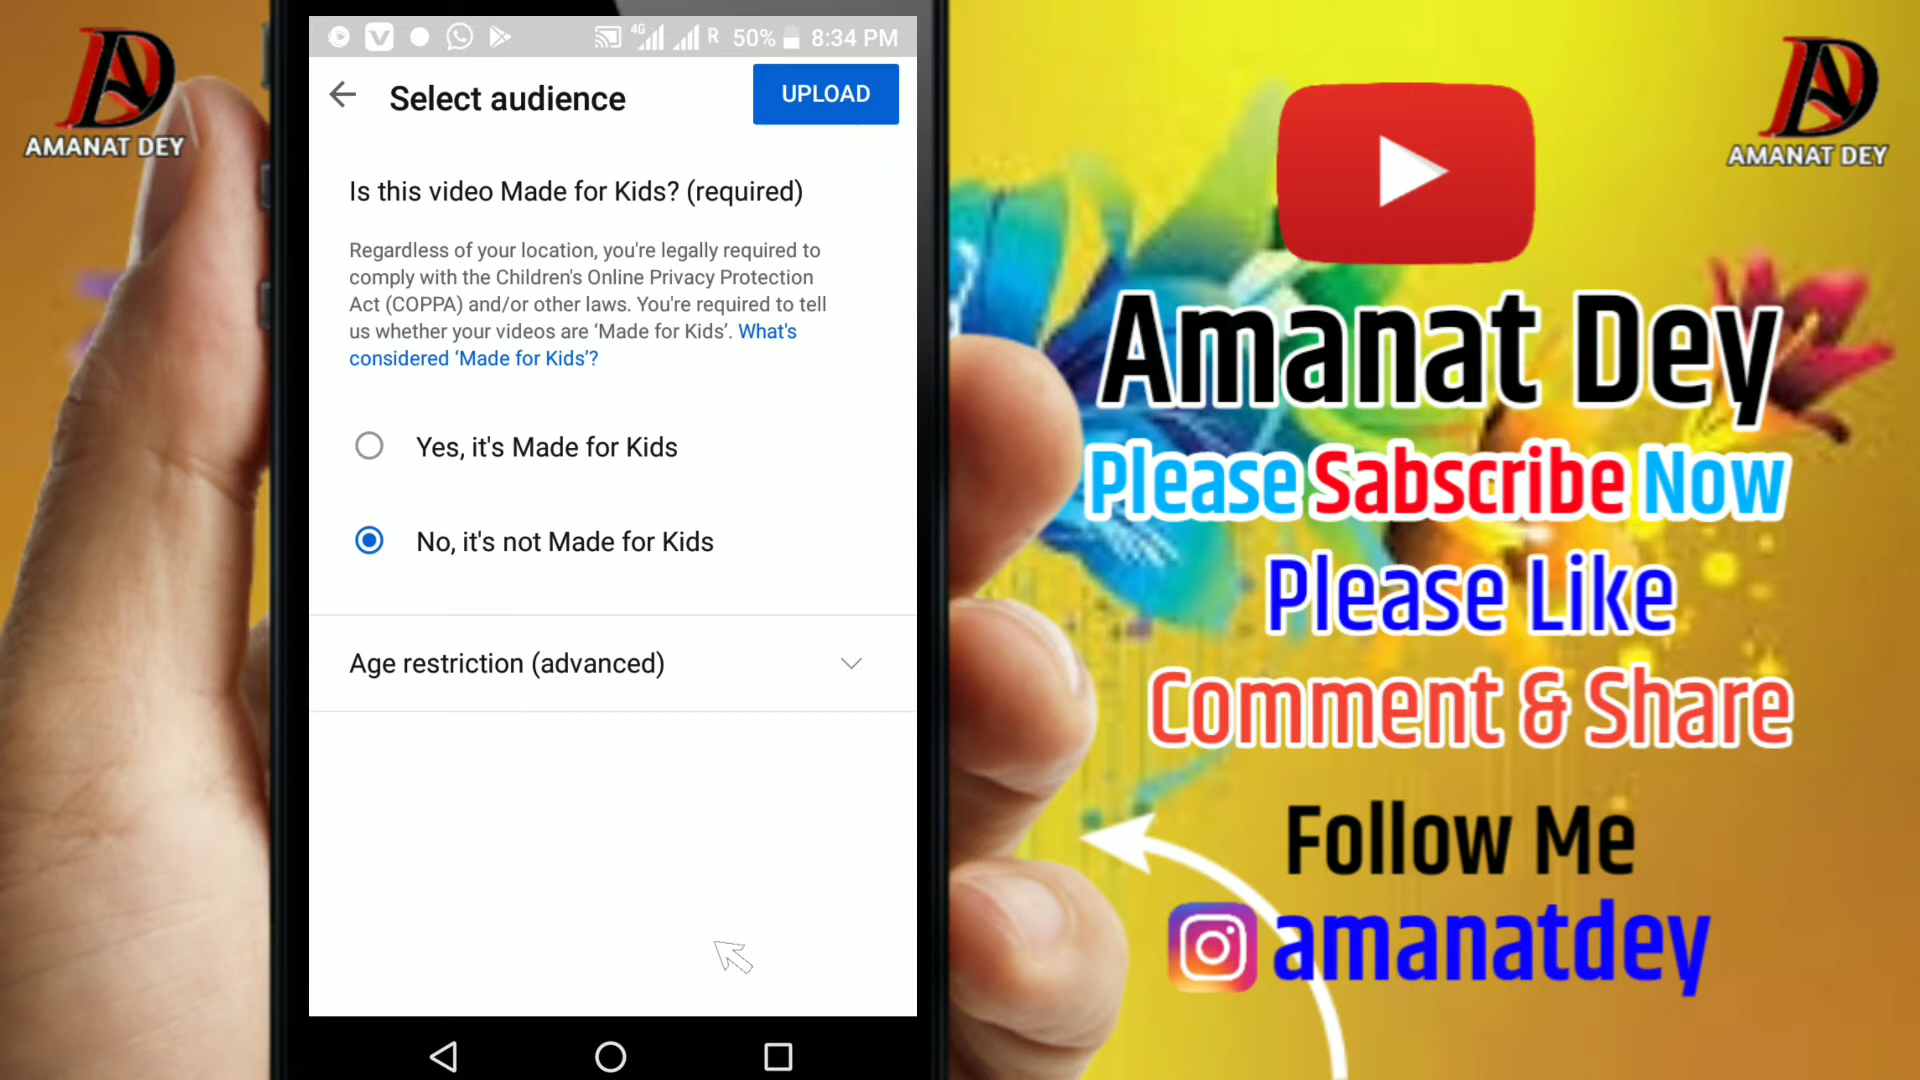 AMANAT DEY
4G R 50% 8:34 PM
Select audience
UPLOAD
Is this video Made for Kids? (required)
Regardless of your location, you're legally required to
comply with the Children's Online Privacy Protection
Act (COPPA) and/or other laws. You're required to tell
us whether your videos are ‘Made for Kids’. What's
considered ‘Made for Kids’?
Yes, it's Made for Kids
No, it's not Made for Kids
Age restriction (advanced)
AMANAT DEY
Amanat Dey
Please Sabscribe Now
Please Like
Comment & Share
Follow Me
amanatdey